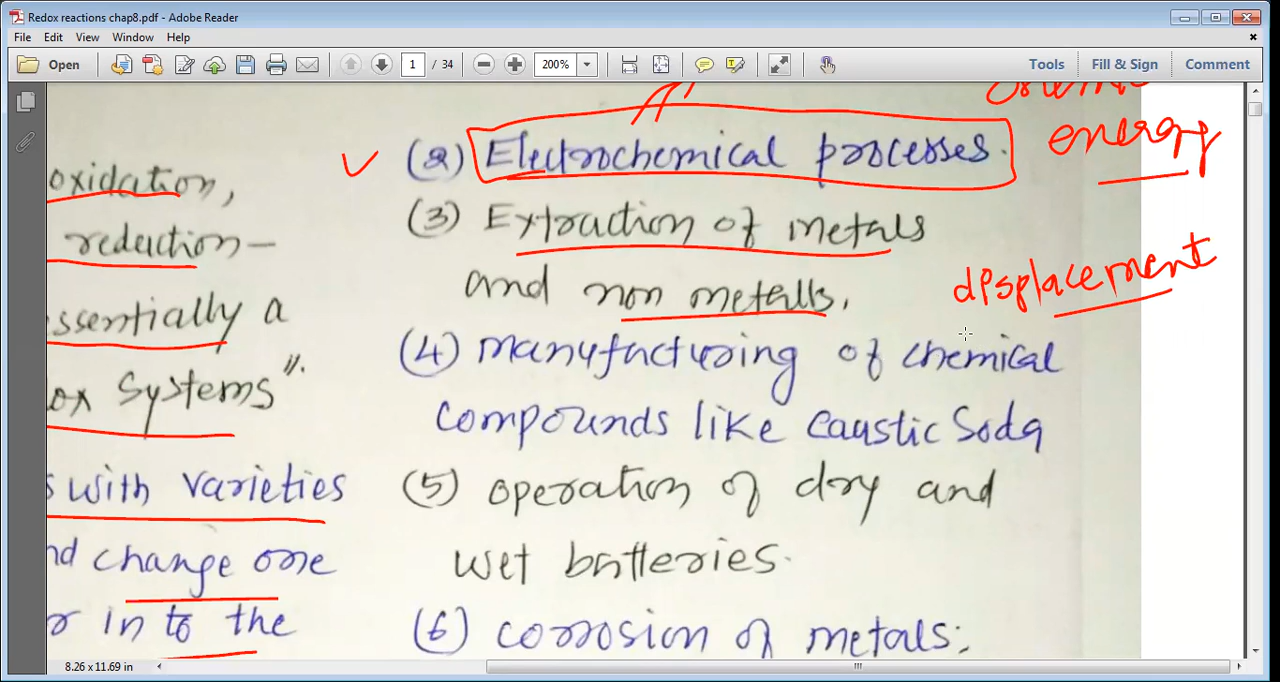 Redox reactions chap8.pdf - Adobe Reader
File Edit View Window Help
Open 1 / 34 200% Tools Fill & Sign Comment
energy
(2) Electrochemical processes.
oxidation,
(3) Extraction of metals
reduction-
and non metalls,
displacement
essentially a
(4) manufacturing of chemical
ox Systems".
compounds like caustic soda
s with varieties
(5) operation of dry and
nd change one
wet batteries.
r in to the
(6) corrosion of metals;
8.26 x 11.69 in